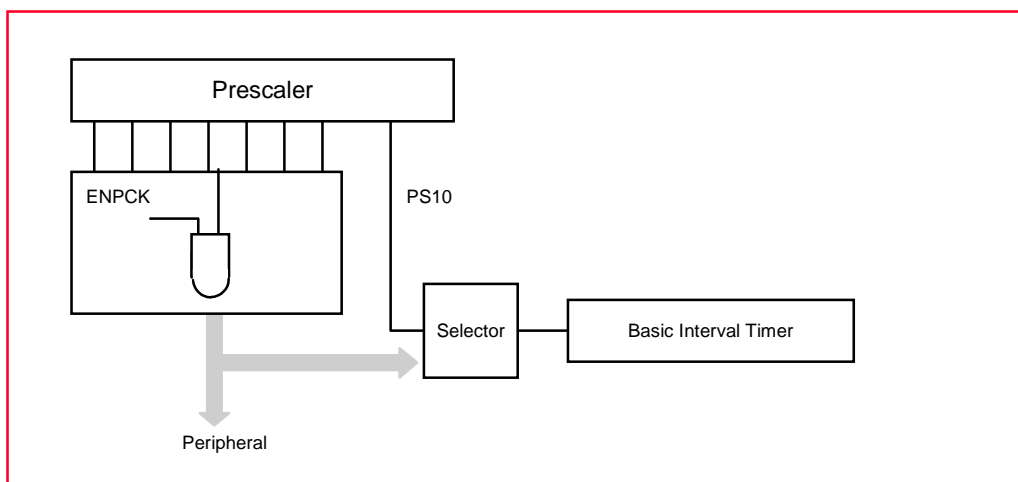 Prescaler
ENPCK
PS10
Selector
Basic Interval Timer
Peripheral